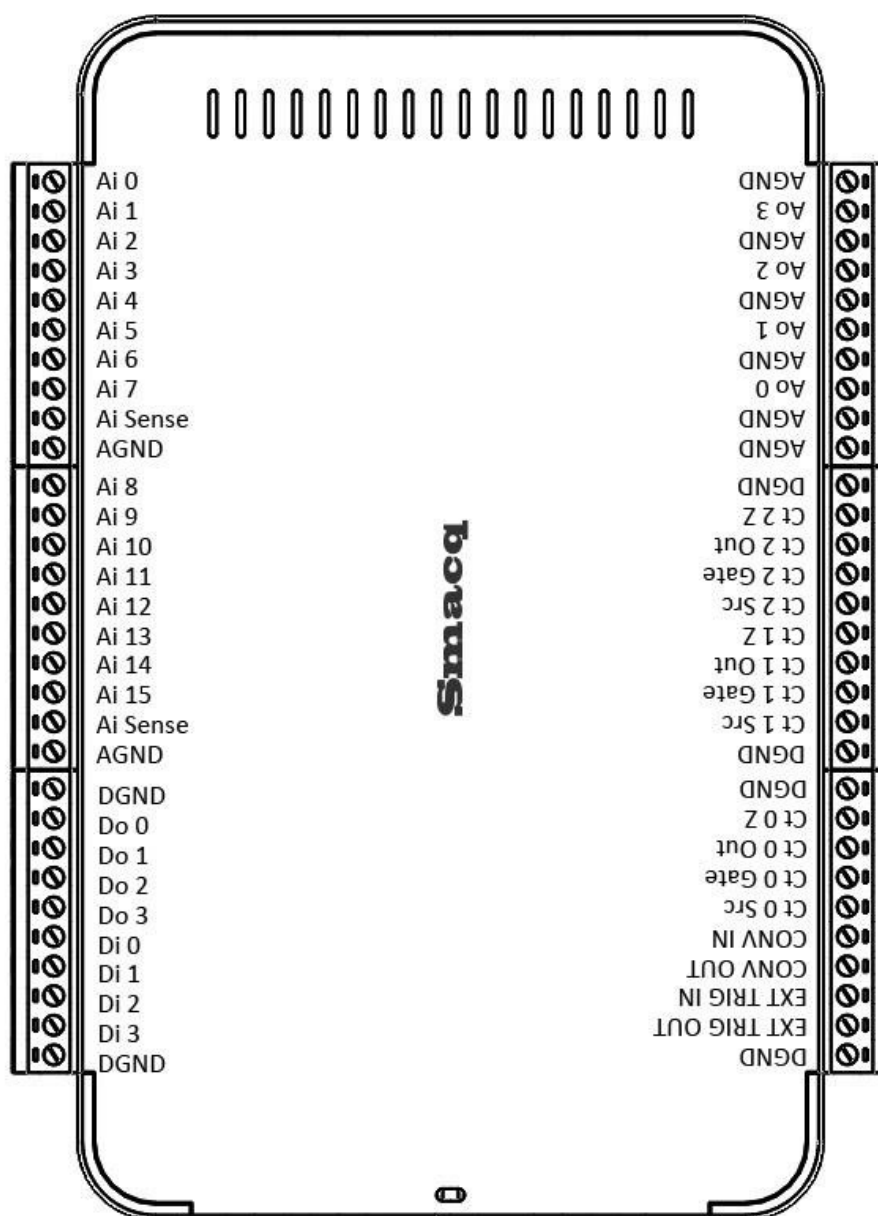 Ai 0
Ai 1
Ai 2
Ai 3
Ai 4
Ai 5
Ai 6
Ai 7
Ai Sense
AGND
Ai 8
Ai 9
Ai 10
Ai 11
Ai 12
Ai 13
Ai 14
Ai 15
Ai Sense
AGND
DGND
Do 0
Do 1
Do 2
Do 3
Di 0
Di 1
Di 2
Di 3
DGND
Smacq
AGND
Ao 3
AGND
Ao 2
AGND
Ao 1
AGND
Ao 0
AGND
AGND
DGND
Ct 2 Z
Ct 2 Out
Ct 2 Gate
Ct 2 Src
Ct 1 Z
Ct 1 Out
Ct 1 Gate
Ct 1 Src
DGND
DGND
Ct 0 Z
Ct 0 Out
Ct 0 Gate
Ct 0 Src
CONV IN
CONV OUT
EXT TRIG IN
EXT TRIG OUT
DGND